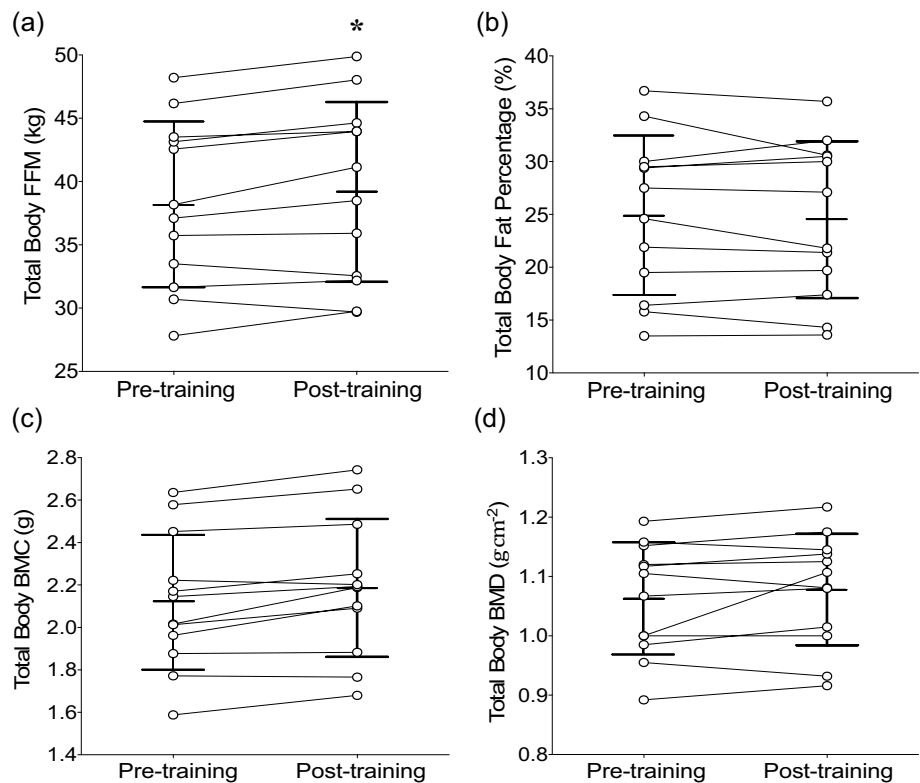 (a)
*
Total Body FFM (kg)
50
45
40
35
30
25
Pre-training
Post-training
(b)
Total Body Fat Percentage (%)
40
35
30
25
20
15
10
Pre-training
Post-training
(c)
Total Body BMC (g)
2.8
2.6
2.4
2.2
2.0
1.8
1.6
1.4
Pre-training
Post-training
(d)
Total Body BMD (g·cm⁻²)
1.3
1.2
1.1
1.0
0.9
0.8
Pre-training
Post-training